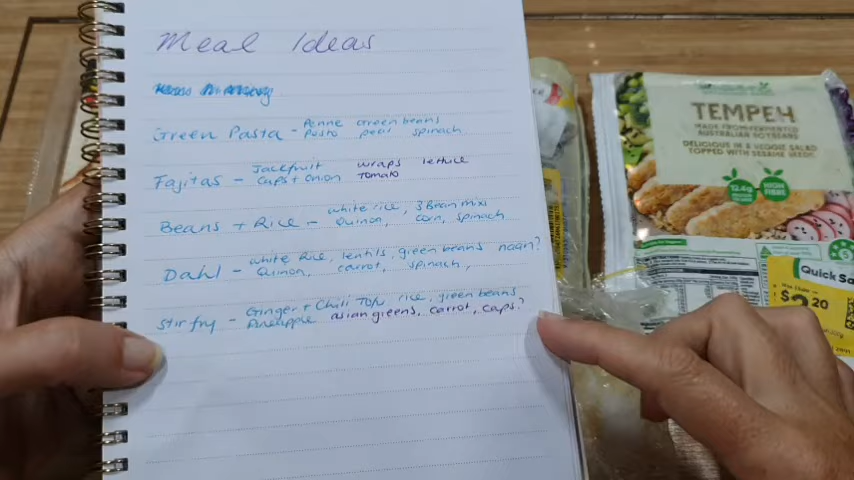 Meal Ideas
Green Pasta - Penne green beans
Pesto peas spinach
Fajitas - Jackfruit wraps lettuce
Caps + onion tomato
Beans + Rice - white rice, 3 Bean mix
Quinoa, corn, spinach
Dahl - white Rice, lentils, green beans naan?
Quinoa, carrot, spinach,
Stir fry - Ginger + Chili Tofu rice, green beans
Pineapple asian greens, carrot, caps?
TEMPEH
MADE FROM FERMENTED
AUSTRALIAN SOYBEANS
DELICIOUS IN A VEGGIE SALAD
TOPPED WITH SESAME SEEDS
12.4g
HIGH
FIBRE
Quick Sa
20